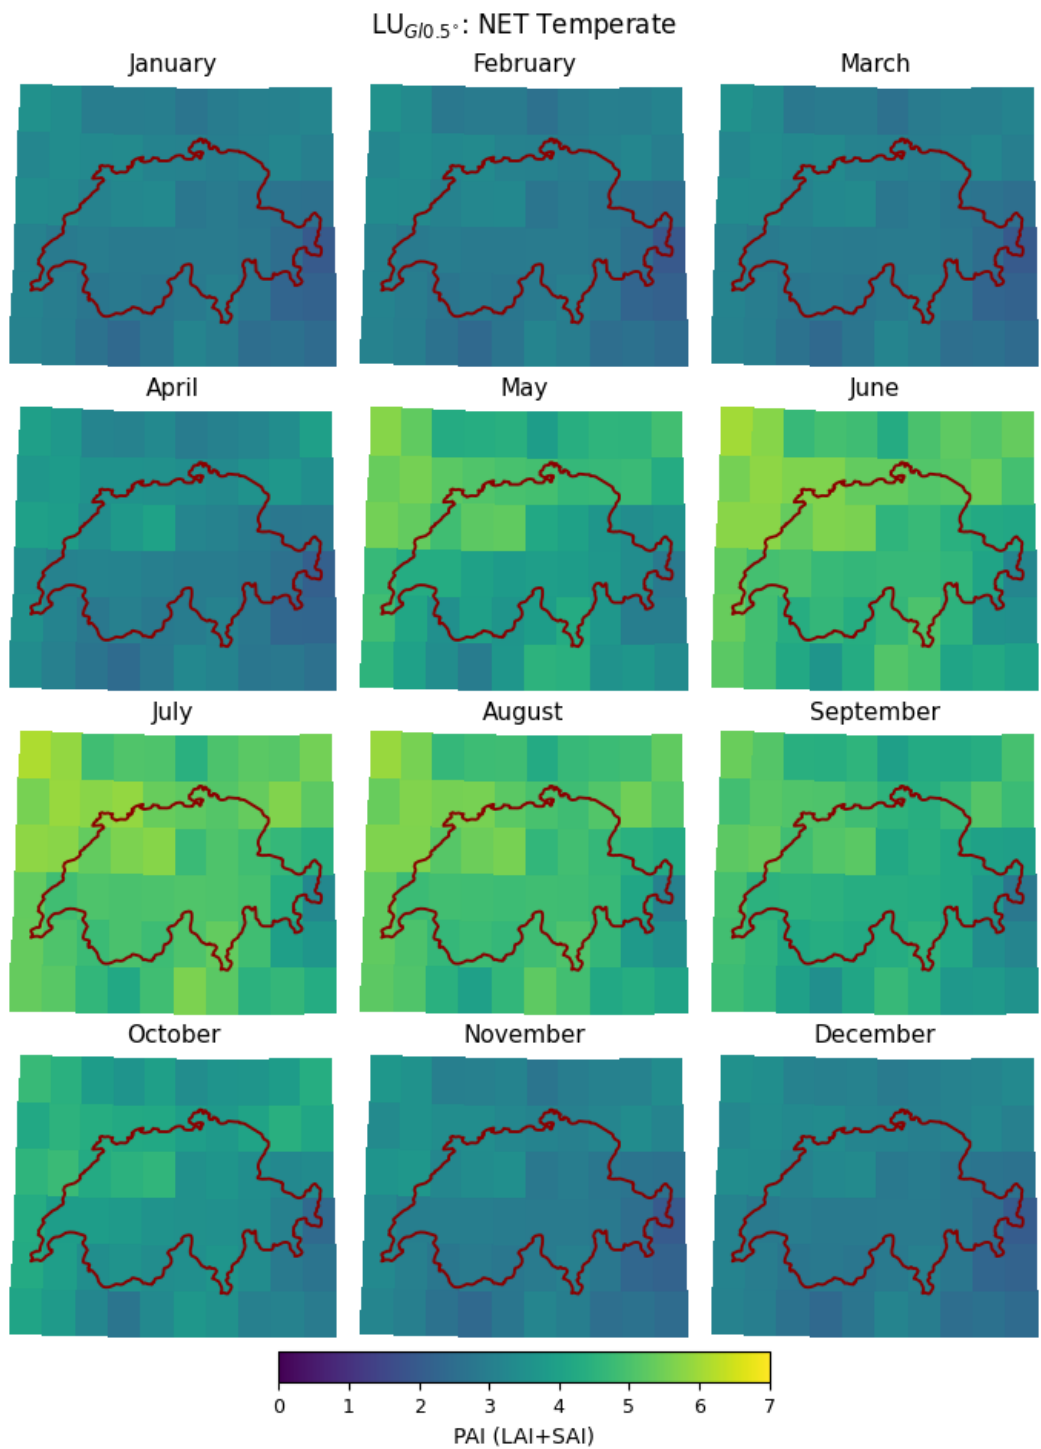 LU_{Gl0.5°}: NET Temperate
January
February
March
April
May
June
July
August
September
October
November
December
0 1 2 3 4 5 6 7
PAI (LAI+SAI)